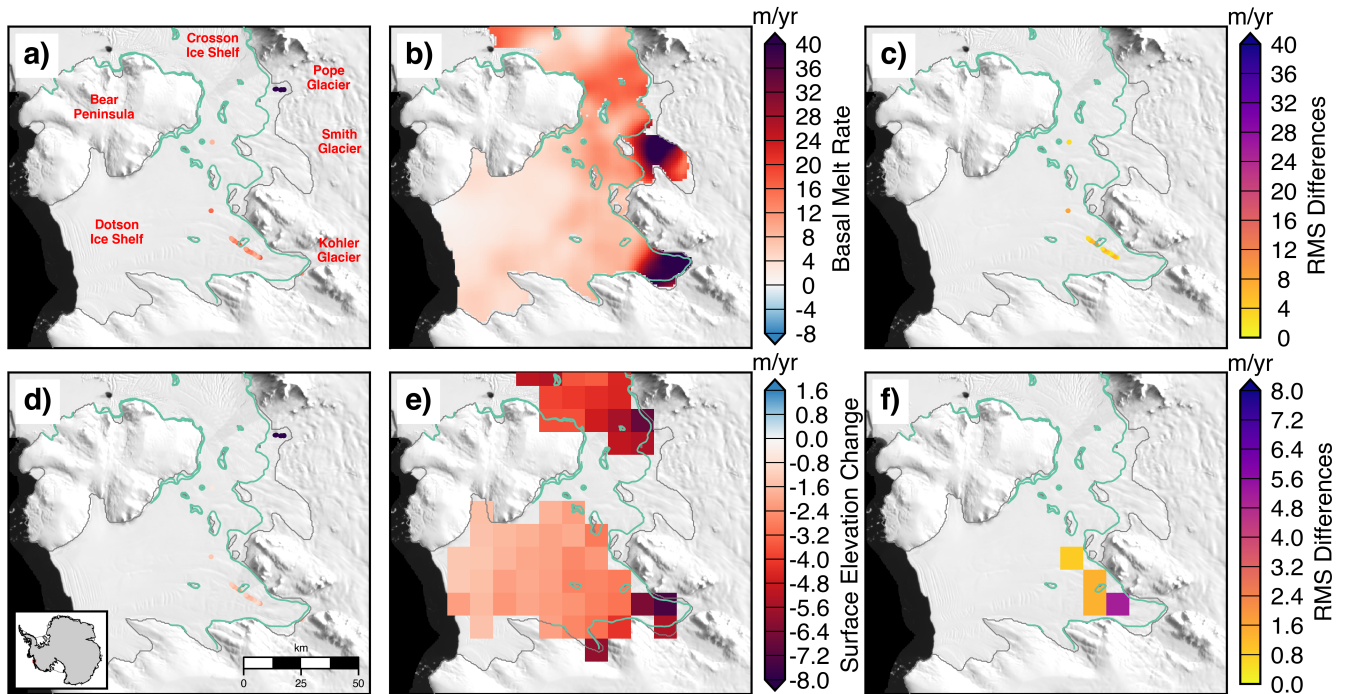 a)
Crosson
Ice Shelf
Pope
Glacier
Bear
Peninsula
Smith
Glacier
Dotson
Ice Shelf
Kohler
Glacier
b)
m/yr
40
36
32
28
24
20
16
12
8
4
0
-4
-8
Basal Melt Rate
c)
m/yr
40
36
32
28
24
20
16
12
8
4
0
RMS Differences
d)
km
0 25 50
e)
m/yr
1.6
0.8
0.0
-0.8
-1.6
-2.4
-3.2
-4.0
-4.8
-5.6
-6.4
-7.2
-8.0
Surface Elevation Change
f)
m/yr
8.0
7.2
6.4
5.6
4.8
4.0
3.2
2.4
1.6
0.8
0.0
RMS Differences